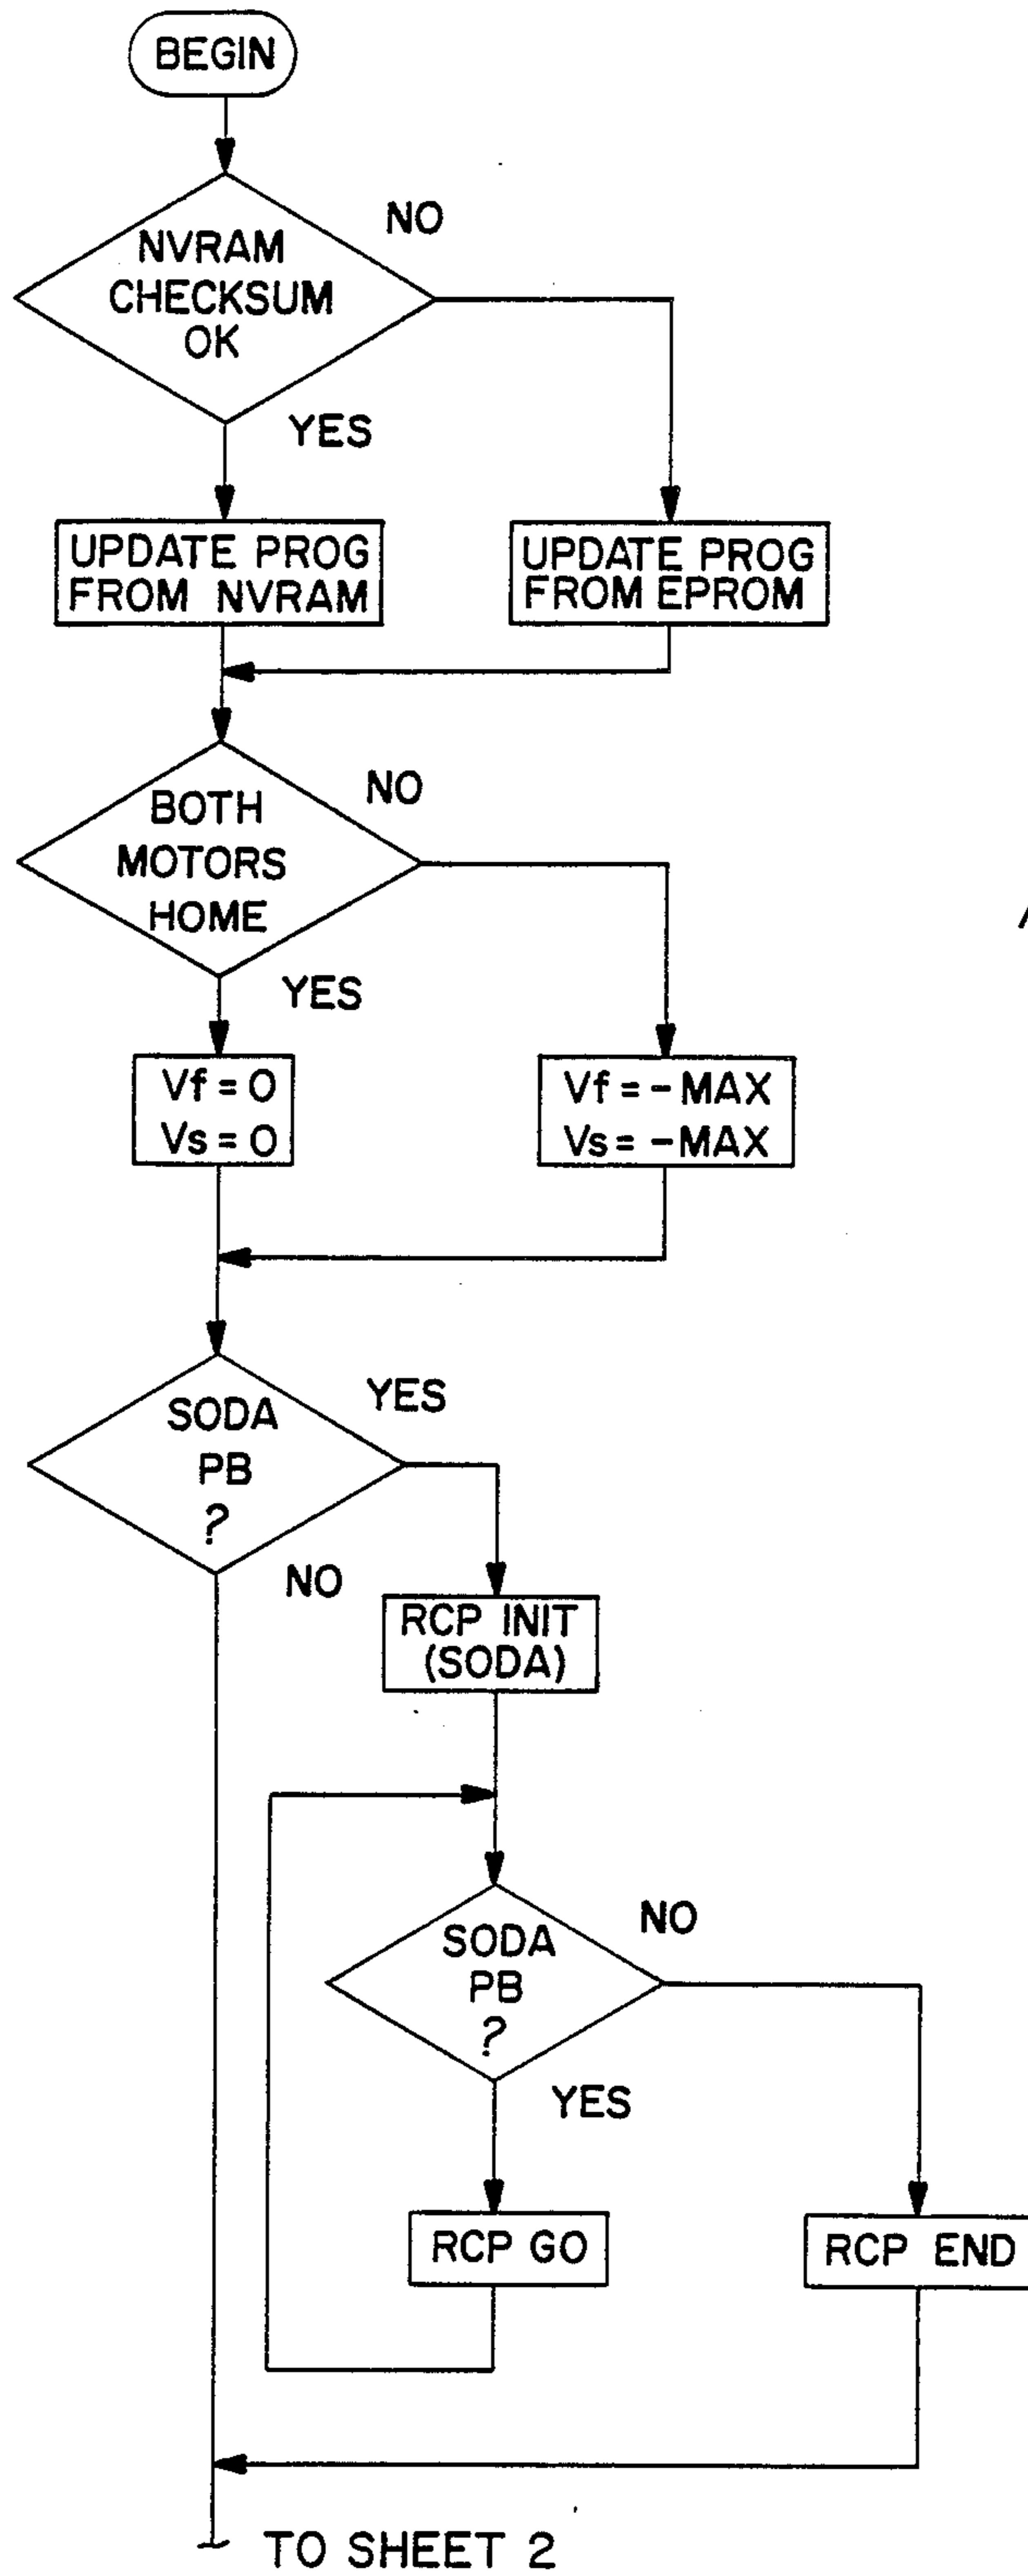 BEGIN
NVRAM
CHECKSUM
OK
NO
YES
UPDATE PROG
FROM NVRAM
UPDATE PROG
FROM EPROM
BOTH
MOTORS
HOME
NO
YES
Vf = 0
Vs = 0
Vf = -MAX
Vs = -MAX
SODA
PB
?
YES
NO
RCP INIT
(SODA)
SODA
PB
?
NO
YES
RCP GO
RCP END
TO SHEET 2